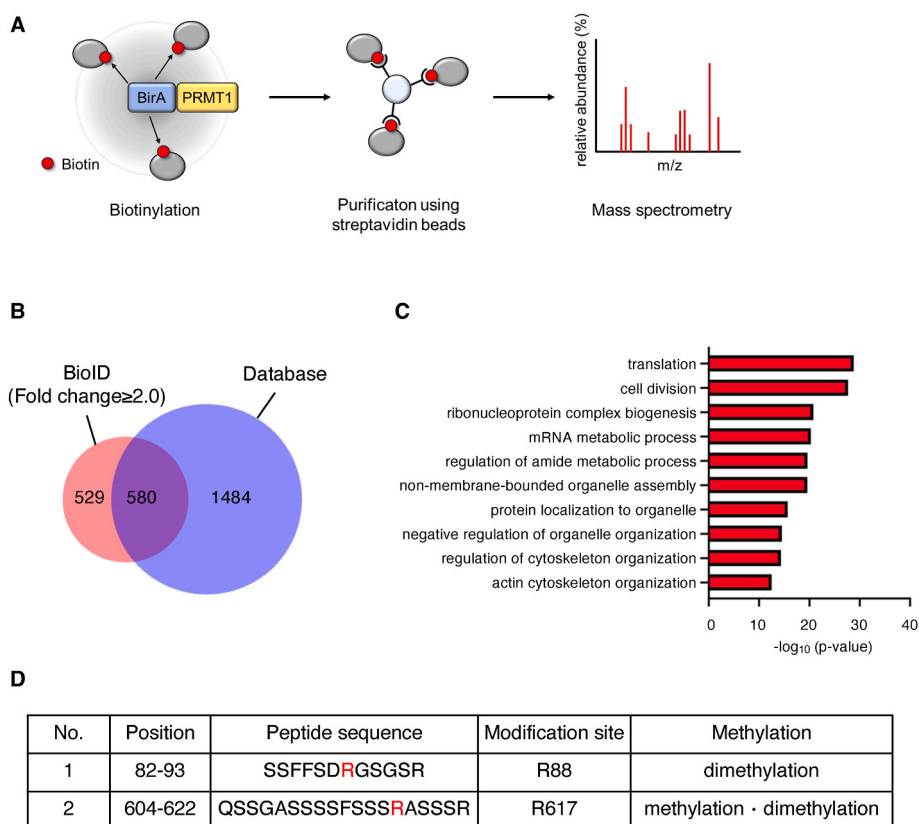 A
BirA
PRMT1
Biotin
Biotinylation
Purificaton using
streptavidin beads
relative abundance (%)
m/z
Mass spectrometry
B
BioID
(Fold change≥2.0)
Database
529
580
1484
C
translation
cell division
ribonucleoprotein complex biogenesis
mRNA metabolic process
regulation of amide metabolic process
non-membrane-bounded organelle assembly
protein localization to organelle
negative regulation of organelle organization
regulation of cytoskeleton organization
actin cytoskeleton organization
0 10 20 30 40
-log₁₀ (p-value)
D
No. Position Peptide sequence Modification site Methylation
1 82-93 SSFFSDRGSGSR R88 dimethylation
2 604-622 QSSGASSSSFSSSRASSSR R617 methylation・dimethylation